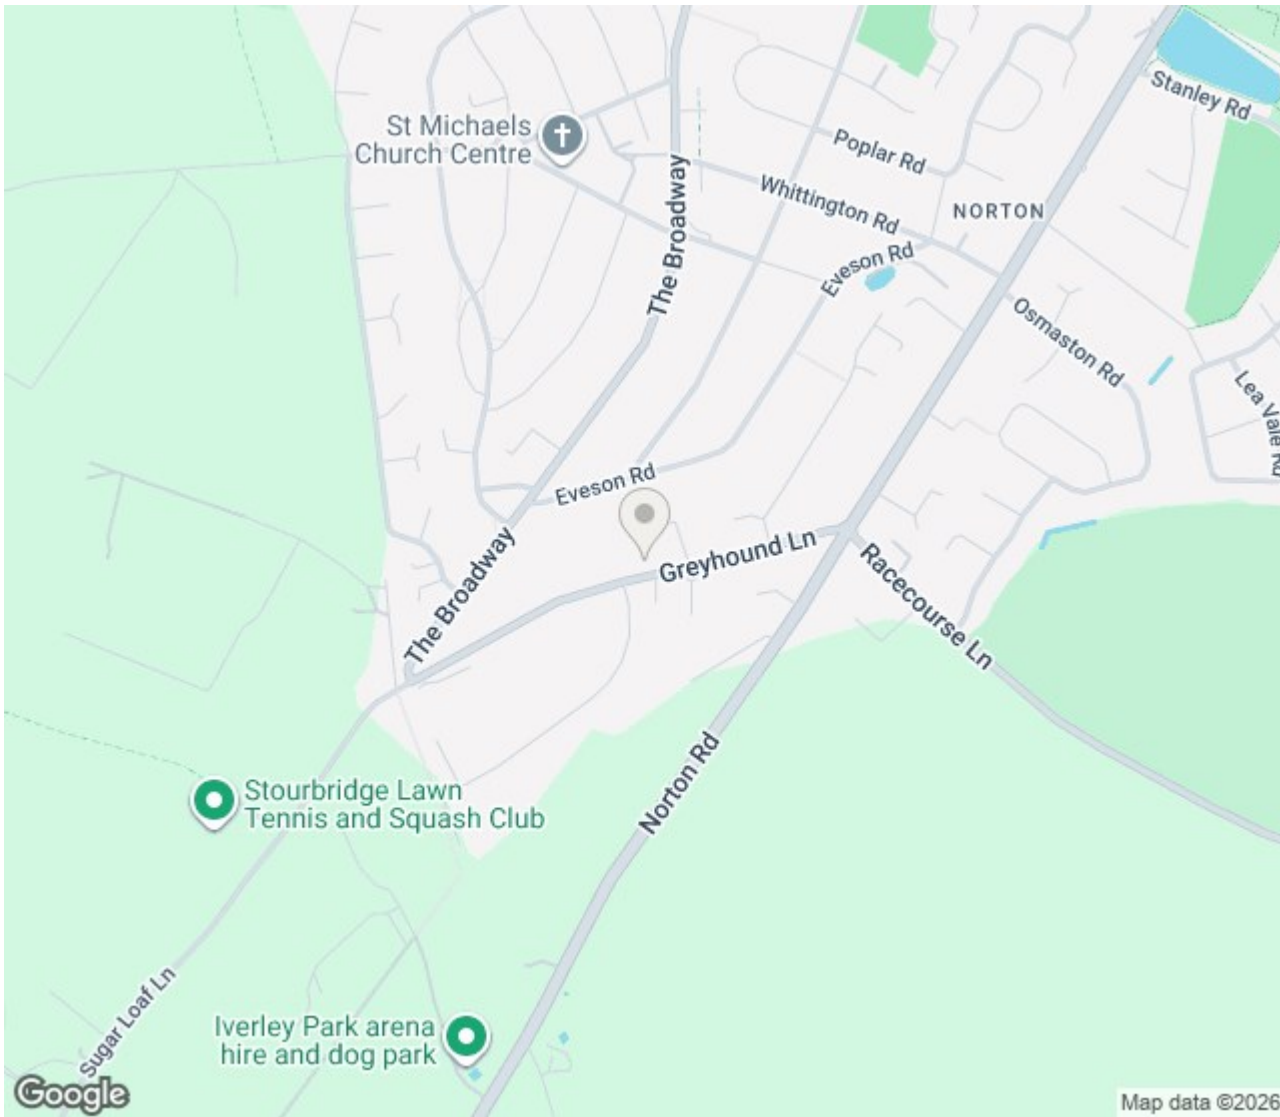 Stanley Rd
St Michaels
Church Centre
Poplar Rd
Whittington Rd
NORTON
The Broadway
Eveson Rd
Osmaston Rd
Lea Vale Rd
Eveson Rd
Greyhound Ln
Racecourse Ln
The Broadway
Norton Rd
Stourbridge Lawn
Tennis and Squash Club
Sugar Loaf Ln
Iverley Park arena
hire and dog park
Google
Map data ©2026